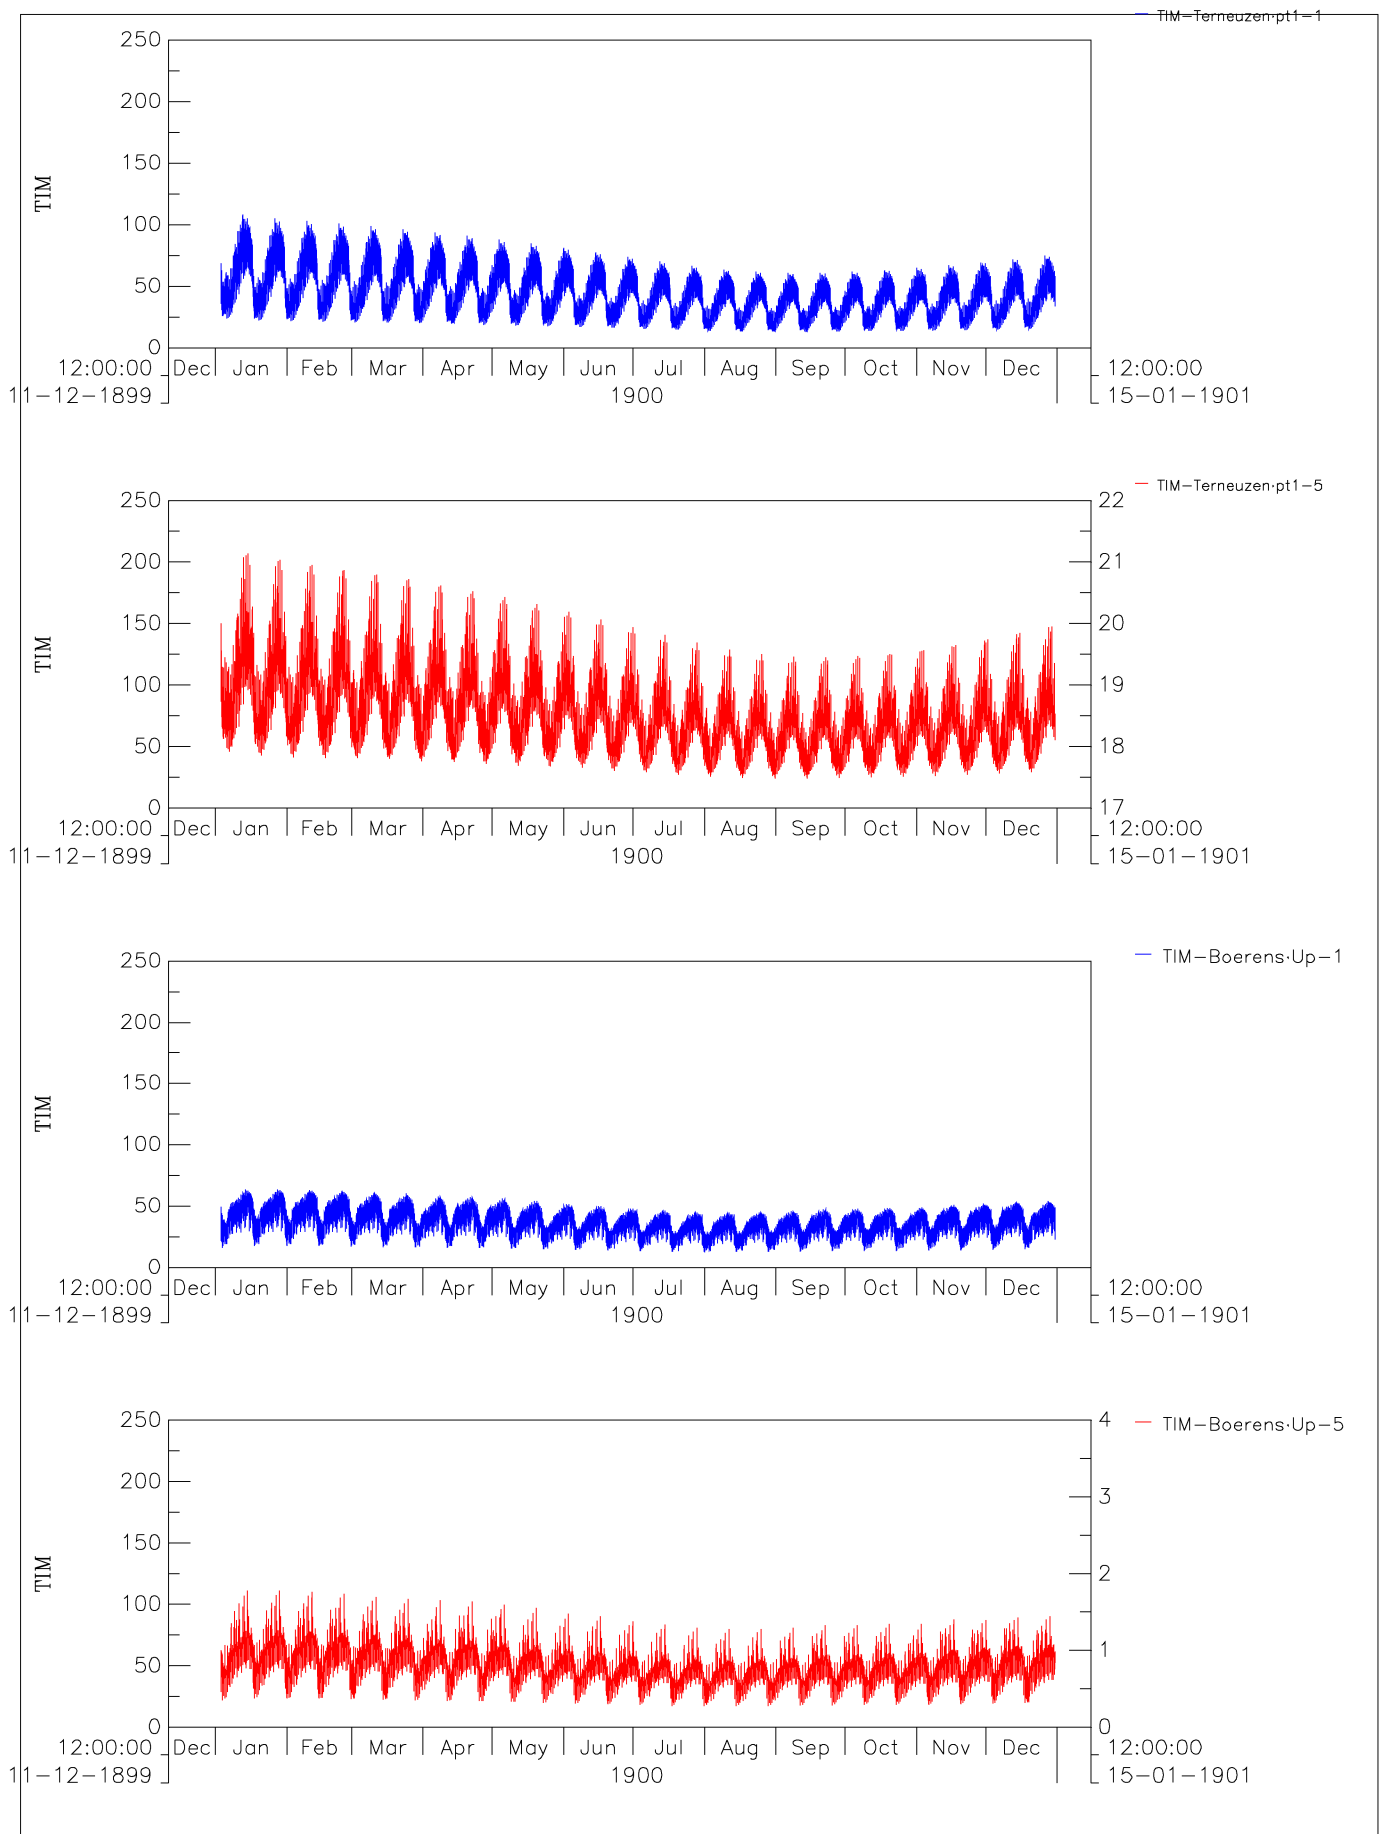 TIM−Terneuzen·pt1−1
250
200
150
100
50
0
TIM
Dec Jan Feb Mar Apr May Jun Jul Aug Sep Oct Nov Dec
12:00:00 12:00:00
11−12−1899 1900 15−01−1901
TIM−Terneuzen·pt1−5
250 22
200 21
150 20
100 19
50 18
0 17
TIM
Dec Jan Feb Mar Apr May Jun Jul Aug Sep Oct Nov Dec
12:00:00 12:00:00
11−12−1899 1900 15−01−1901
TIM−Boerens·Up−1
250
200
150
100
50
0
TIM
Dec Jan Feb Mar Apr May Jun Jul Aug Sep Oct Nov Dec
12:00:00 12:00:00
11−12−1899 1900 15−01−1901
TIM−Boerens·Up−5
250 4
200 3
150 2
100 1
50 0
0
TIM
Dec Jan Feb Mar Apr May Jun Jul Aug Sep Oct Nov Dec
12:00:00 12:00:00
11−12−1899 1900 15−01−1901